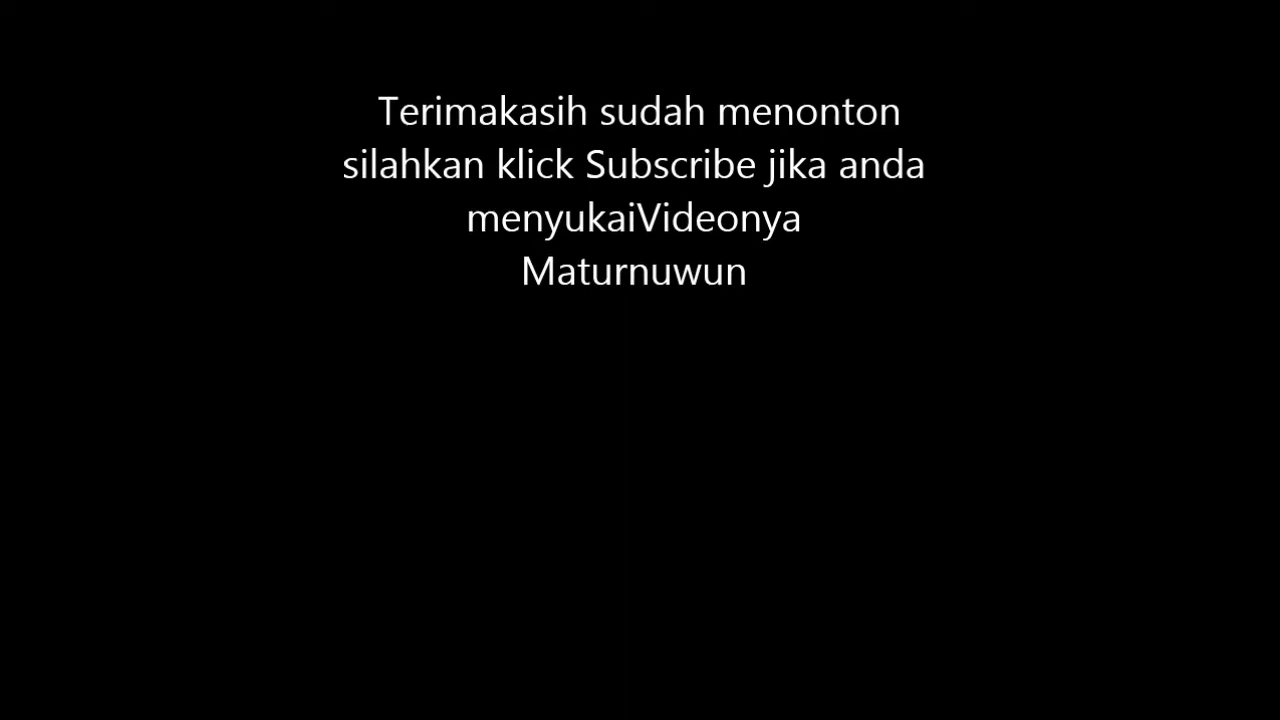 Terimakasih sudah menonton
silahkan klick Subscribe jika anda
menyukaiVideonya
Maturnuwun